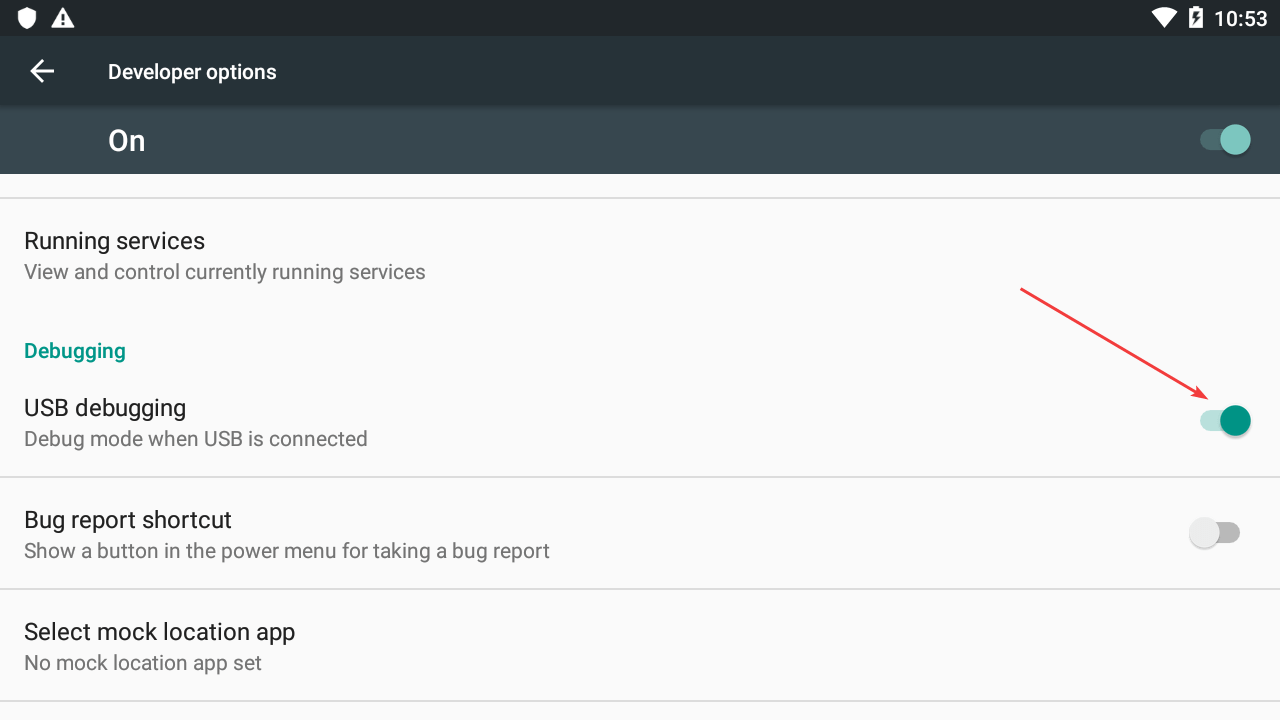 10:53
Developer options
On
Running services
View and control currently running services
Debugging
USB debugging
Debug mode when USB is connected
Bug report shortcut
Show a button in the power menu for taking a bug report
Select mock location app
No mock location app set